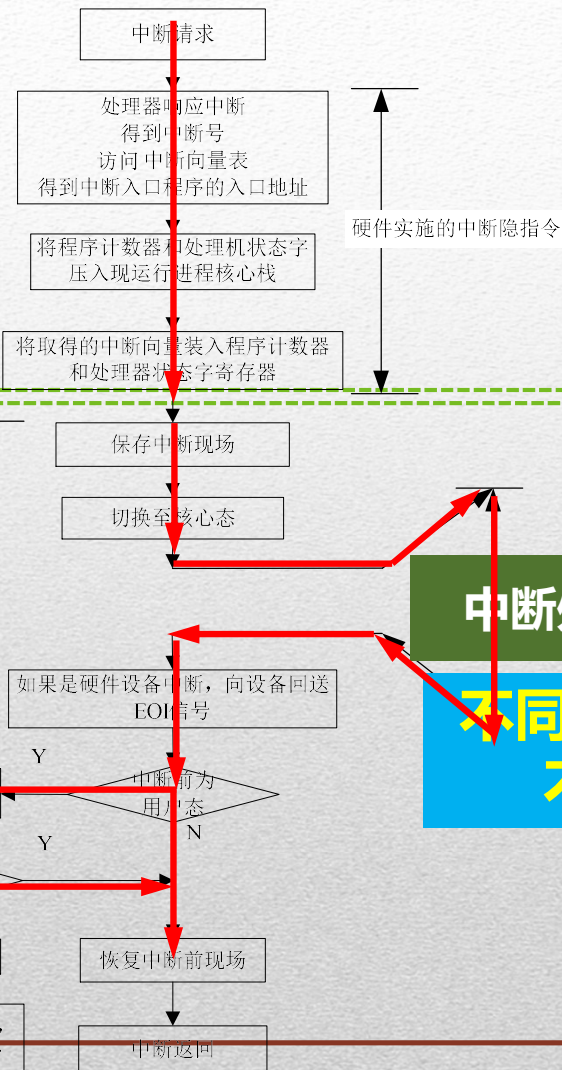 中断请求
处理器响应中断
得到中断号
访问中断向量表
得到中断入口程序的入口地址
硬件实施的中断隐指令
将程序计数器和处理机状态字
压入现运行进程核心栈
将取得的中断向量装入程序计数器
和处理器状态字寄存器
保存中断现场
切换至核心态
中断
不同
如果是硬件设备中断，向设备回送
EOI信号
Y
中断前为
用户态
N
Y
恢复中断前现场
中断返回